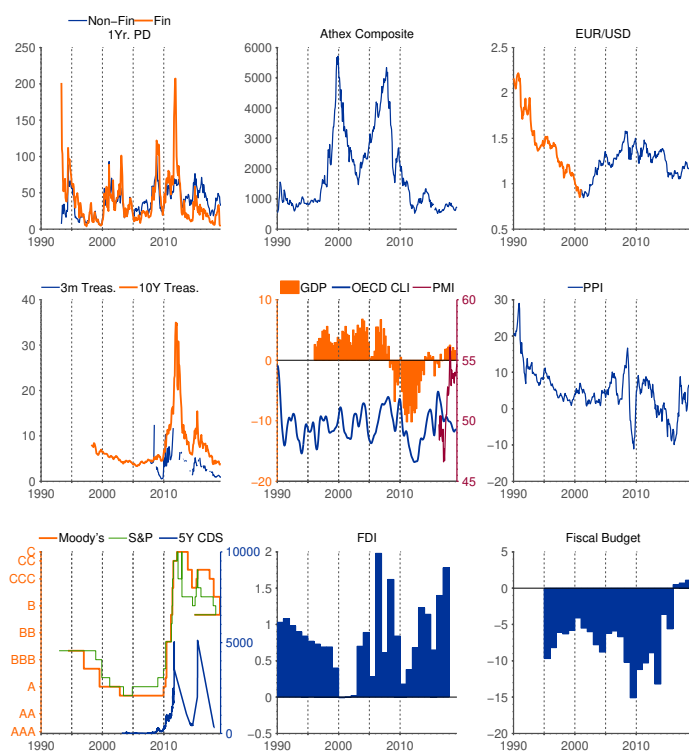 Non−Fin Fin
1Yr. PD
250
200
150
100
50
0
1990 2000 2010
Athex Composite
6000
5000
4000
3000
2000
1000
0
1990 2000 2010
EUR/USD
2.5
2
1.5
1
0.5
1990 2000 2010
3m Treas. 10Y Treas.
40
30
20
10
0
1990 2000 2010
GDP OECD CLI PMI
10
0
−10
−20
60
55
50
45
1990 2000 2010
PPI
30
20
10
0
−10
−20
1990 2000 2010
Moody's S&P 5Y CDS
C
CC
CCC
B
BB
BBB
A
AA
AAA
10000
5000
0
1990 2000 2010
FDI
2
1.5
1
0.5
0
−0.5
1990 2000 2010
Fiscal Budget
5
0
−5
−10
−15
−20
1990 2000 2010